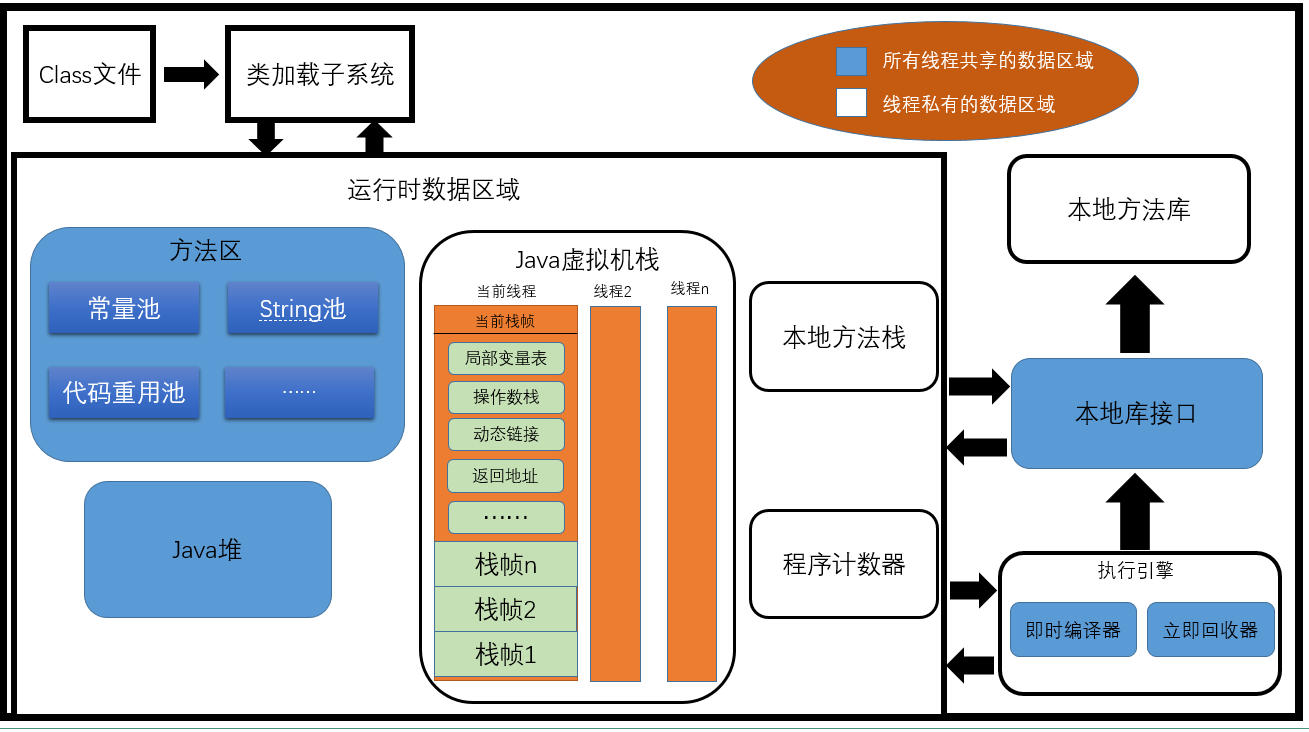 Class文件
类加载子系统
所有线程共享的数据区域
线程私有的数据区域
运行时数据区域
方法区
常量池
String池
代码重用池
……
Java堆
Java虚拟机栈
当前线程
线程2
线程n
当前栈帧
局部变量表
操作数栈
动态链接
返回地址
……
栈帧n
栈帧2
栈帧1
本地方法栈
程序计数器
本地方法库
本地库接口
执行引擎
即时编译器
立即回收器